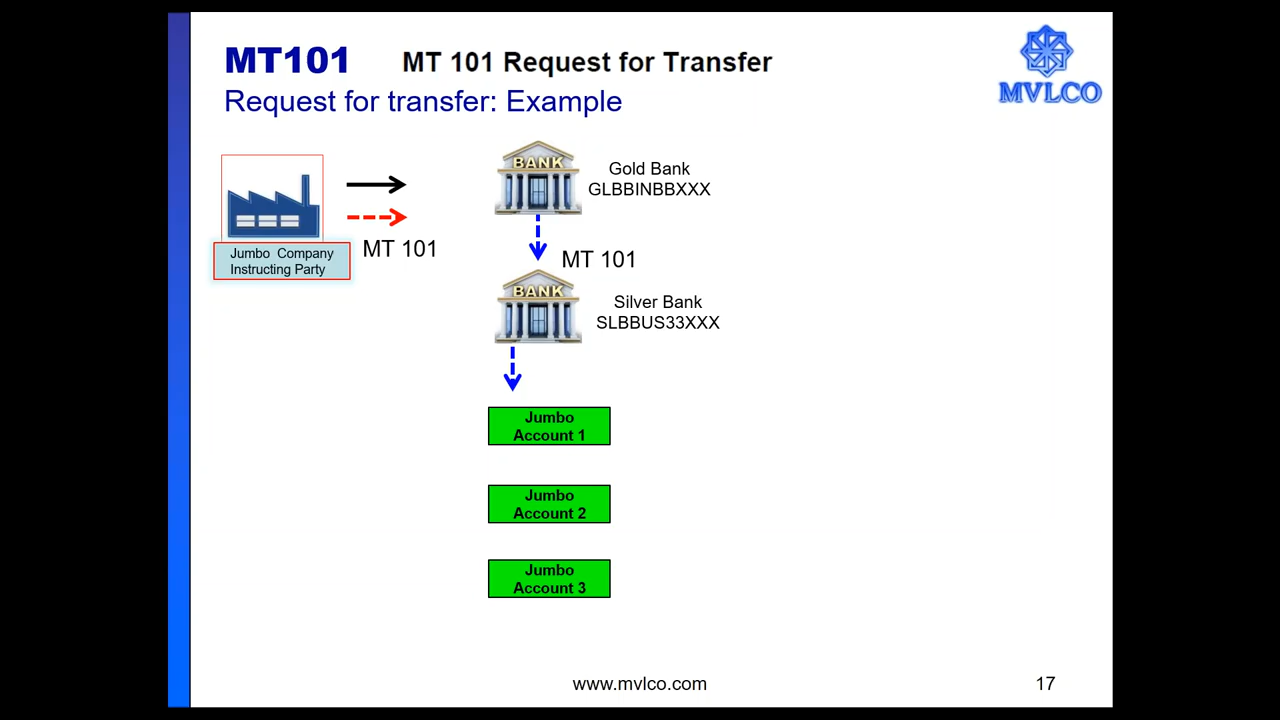 MT101
MT 101 Request for Transfer
Request for transfer: Example
MVLCO
BANK
Gold Bank
GLBBINBBXXX
Jumbo Company
Instructing Party
MT 101
MT 101
BANK
Silver Bank
SLBBUS33XXX
Jumbo
Account 1
Jumbo
Account 2
Jumbo
Account 3
www.mvlco.com
17